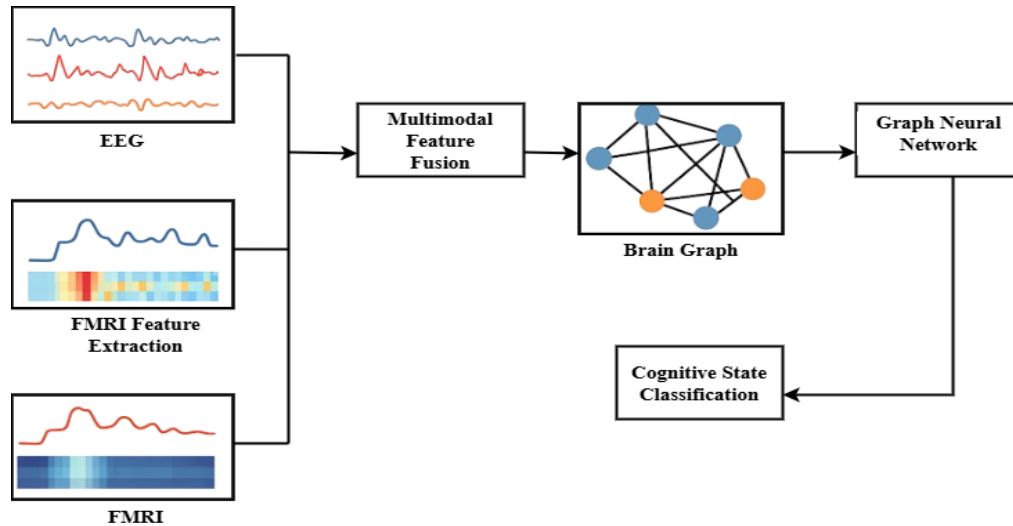 EEG
FMRI Feature
Extraction
FMRI
Multimodal
Feature
Fusion
Brain Graph
Graph Neural
Network
Cognitive State
Classification